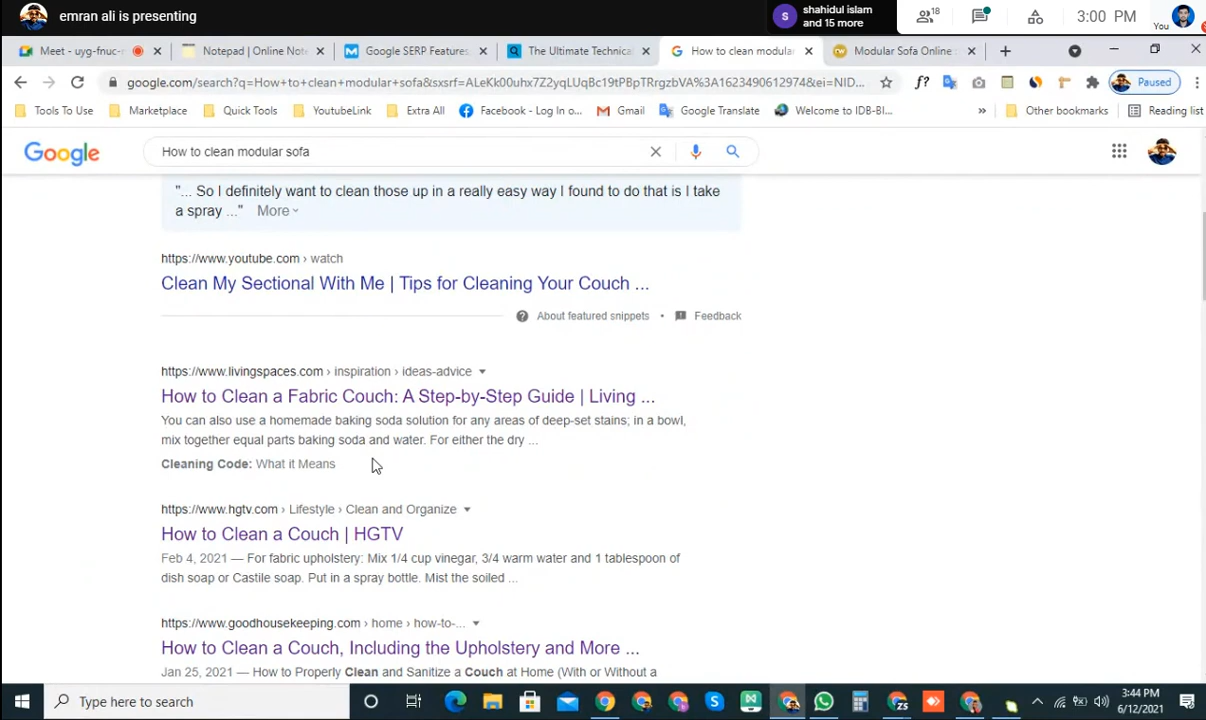 emran ali is presenting
s
shahidul islam
and 15 more
18
3:00 PM
You
Meet - uyg-fnuc-r
Notepad | Online Note
Google SERP Features
The Ultimate Technica
How to clean modular
Modular Sofa Online
google.com/search?q=How+to+clean+modular+sofa&sxsrf=ALeKk00uhx7Z2yqLUqBc19tPBpTRrgzbVA%3A1623490612974&ei=NID...
f?
Paused
Tools To Use
Marketplace
Quick Tools
YoutubeLink
Extra All
Facebook - Log In o...
Gmail
Google Translate
Welcome to IDB-BI...
»
Other bookmarks
Reading list
Google
How to clean modular sofa
"... So I definitely want to clean those up in a really easy way I found to do that is I take
a spray ..." More
https://www.youtube.com › watch
Clean My Sectional With Me | Tips for Cleaning Your Couch ...
About featured snippets • Feedback
https://www.livingspaces.com › inspiration › ideas-advice
How to Clean a Fabric Couch: A Step-by-Step Guide | Living ...
You can also use a homemade baking soda solution for any areas of deep-set stains; in a bowl,
mix together equal parts baking soda and water. For either the dry ...
Cleaning Code: What it Means
https://www.hgtv.com › Lifestyle › Clean and Organize
How to Clean a Couch | HGTV
Feb 4, 2021 — For fabric upholstery: Mix 1/4 cup vinegar, 3/4 warm water and 1 tablespoon of
dish soap or Castile soap. Put in a spray bottle. Mist the soiled ...
https://www.goodhousekeeping.com › home › how-to-...
How to Clean a Couch, Including the Upholstery and More ...
Jan 25, 2021 — How to Properly Clean and Sanitize a Couch at Home (With or Without a
Type here to search
3:44 PM
6/12/2021